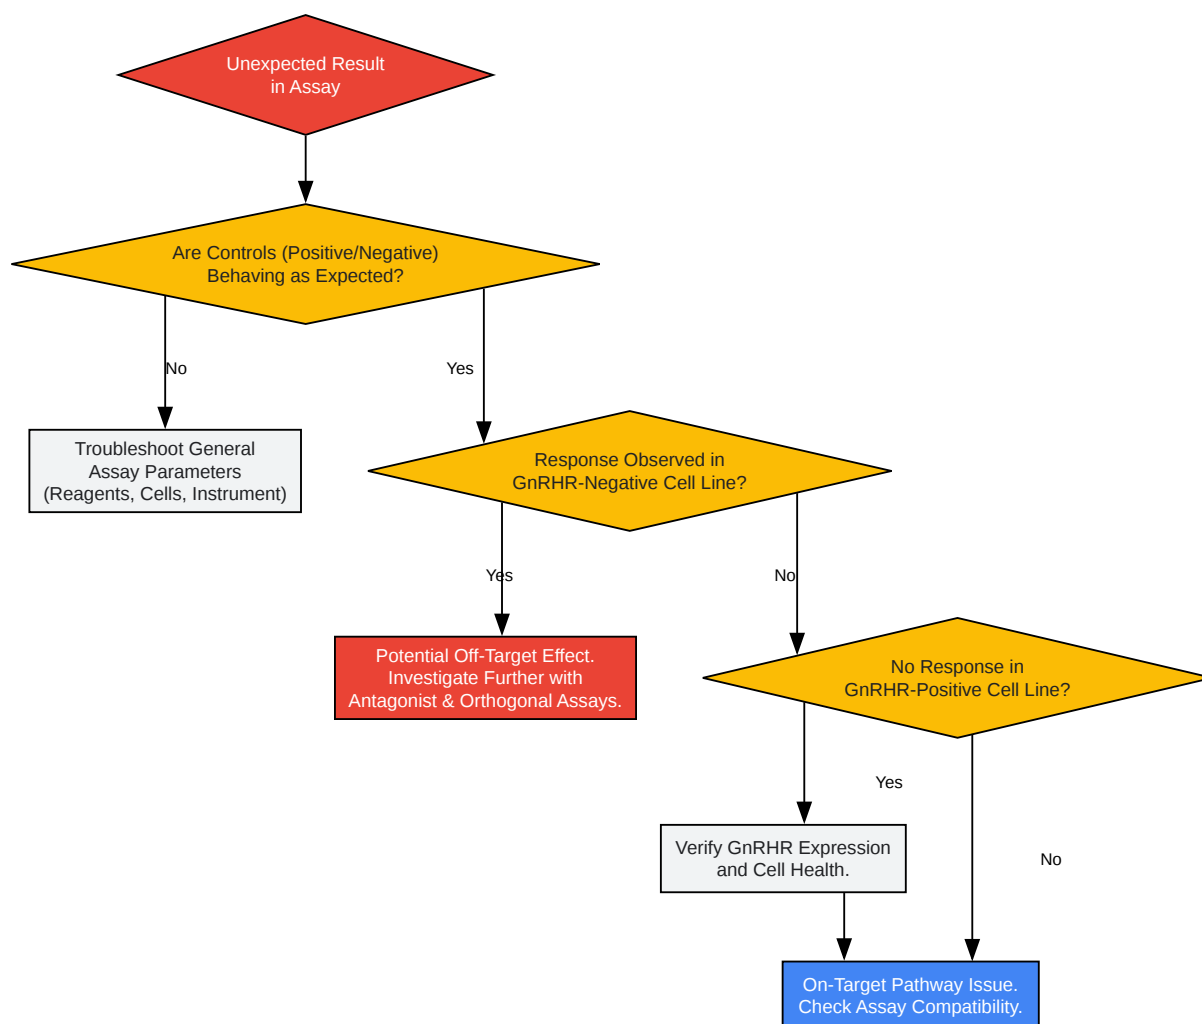 Unexpected Result
in Assay
Are Controls (Positive/Negative)
Behaving as Expected?
No
Yes
Troubleshoot General
Assay Parameters
(Reagents, Cells, Instrument)
Response Observed in
GnRHR-Negative Cell Line?
Yes
No
Potential Off-Target Effect.
Investigate Further with
Antagonist & Orthogonal Assays.
No Response in
GnRHR-Positive Cell Line?
Yes
No
Verify GnRHR Expression
and Cell Health.
On-Target Pathway Issue.
Check Assay Compatibility.